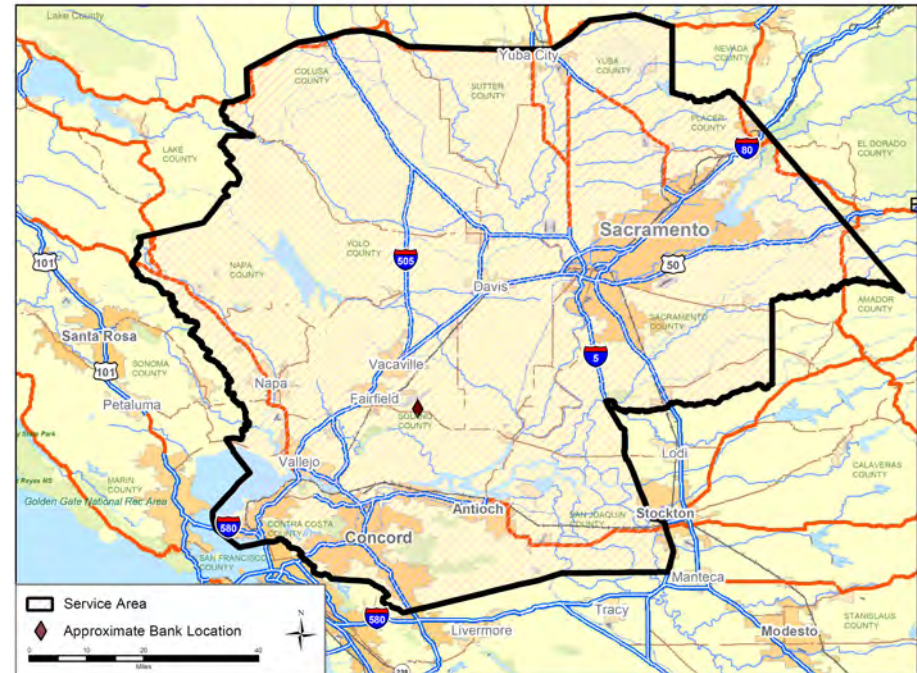 Lake County
COLUSA
COUNTY
Yuba City
NEVADA
COUNTY
SUTTER
COUNTY
YUBA
COUNTY
PLACER
COUNTY
80
LAKE
COUNTY
EL DORADO
COUNTY
Sacramento
YOLO
COUNTY
101
505
NAPA
COUNTY
50
Davis
AMADOR
COUNTY
SACRAMENTO
COUNTY
Santa Rosa
SONOMA
COUNTY
5
101
Vacaville
Napa
Petaluma
Fairfield
SOLANO
COUNTY
Lodi
Vallejo
CALAVERAS
COUNTY
MARIN
COUNTY
Golden Gate National Rec Area
Antioch
SAN JOAQUIN
COUNTY
Stockton
580
CONTRA COSTA
COUNTY
Concord
SAN FRANCISCO
COUNTY
Manteca
Service Area
Approximate Bank Location
N
580
Livermore
Tracy
STANISLAUS
COUNTY
Modesto
0 10 20 40
Miles